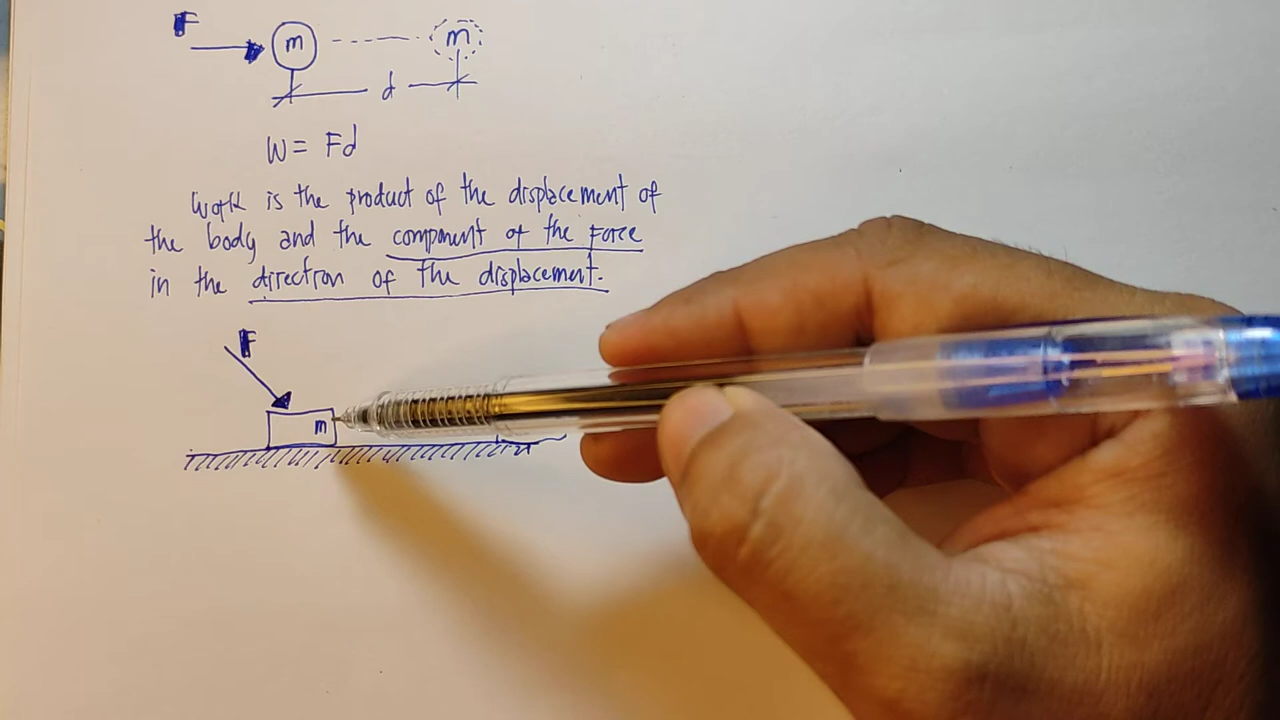 F
m m
d
W = Fd
Work is the product of the displacement of
the body and the component of the Force
in the direction of the displacement.
F
m